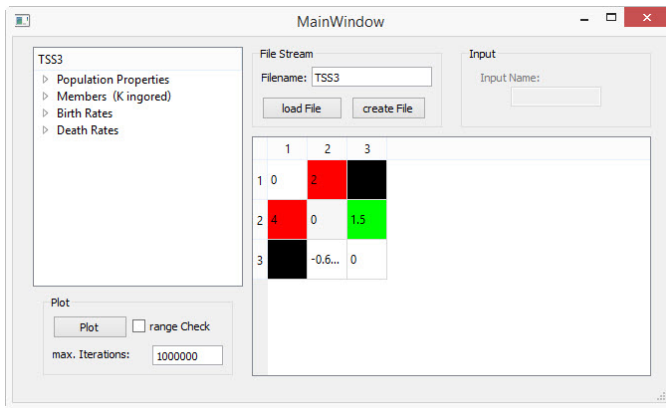 MainWindow
TSS3
Population Properties
Members (K ingored)
Birth Rates
Death Rates
File Stream
Filename: TSS3
load File create File
Input
Input Name:
1 2 3
1 0 2
2 4 0 1.5
3 -0.6... 0
Plot
Plot range Check
max. Iterations: 1000000